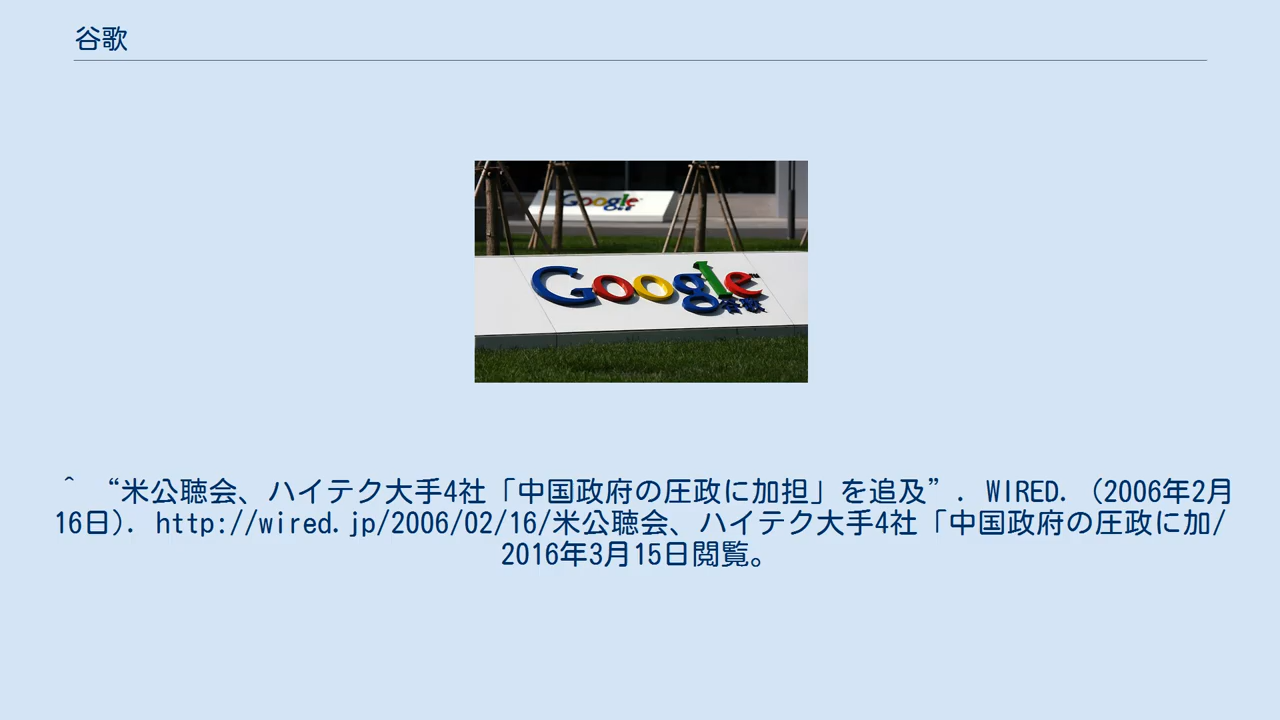 谷歌
Google
Google
谷歌
^ “米公聴会、ハイテク大手4社「中国政府の圧政に加担」を追及”. WIRED. (2006年2月
16日). http://wired.jp/2006/02/16/米公聴会、ハイテク大手4社「中国政府の圧政に加/
2016年3月15日閲覧。